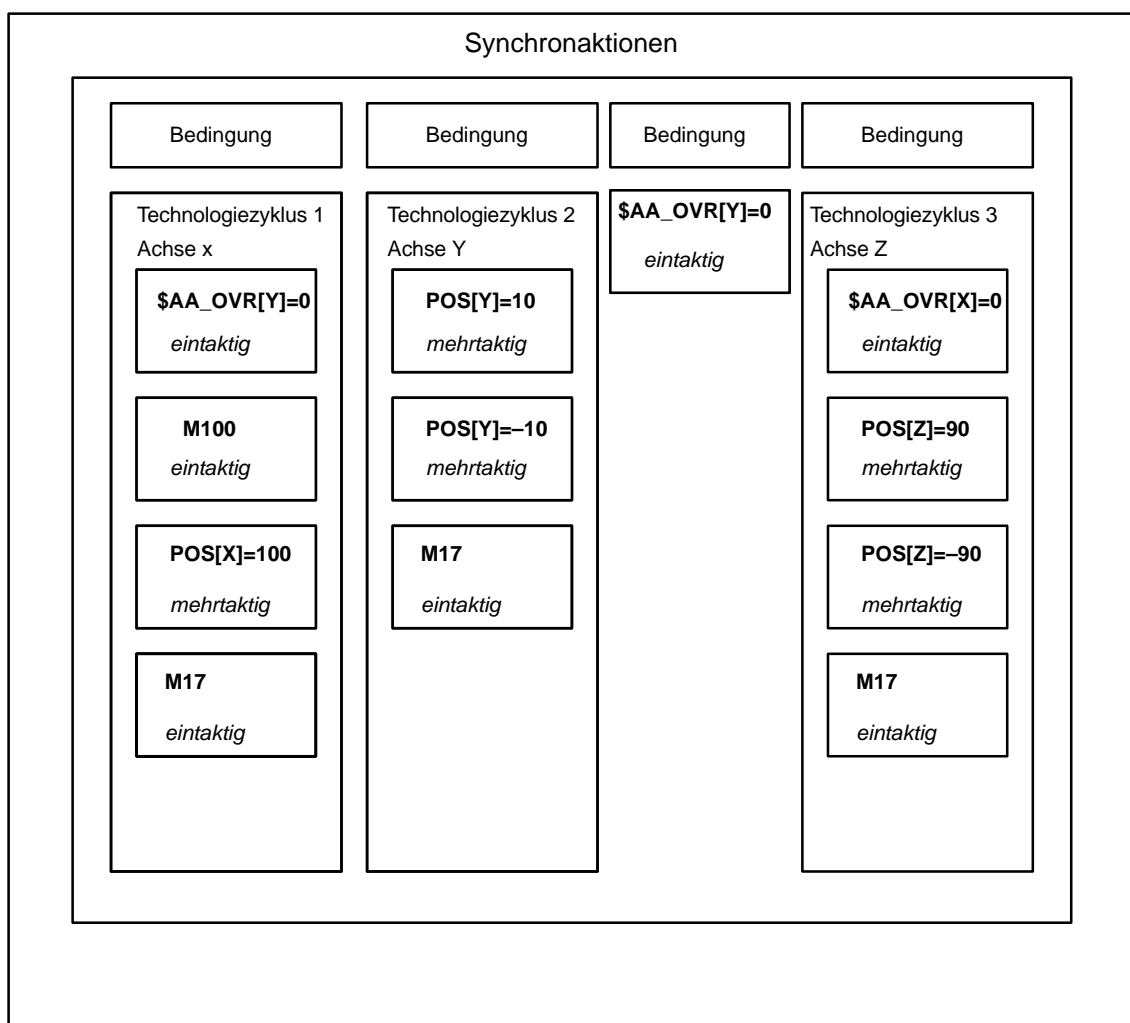 Synchronaktionen
Bedingung
Bedingung
Bedingung
Bedingung
Technologiezyklus 1
Achse x
$AA_OVR[Y]=0
eintaktig
M100
eintaktig
POS[X]=100
mehrtaktig
M17
eintaktig
Technologiezyklus 2
Achse Y
POS[Y]=10
mehrtaktig
POS[Y]=–10
mehrtaktig
M17
eintaktig
$AA_OVR[Y]=0
eintaktig
Technologiezyklus 3
Achse Z
$AA_OVR[X]=0
eintaktig
POS[Z]=90
mehrtaktig
POS[Z]=–90
mehrtaktig
M17
eintaktig